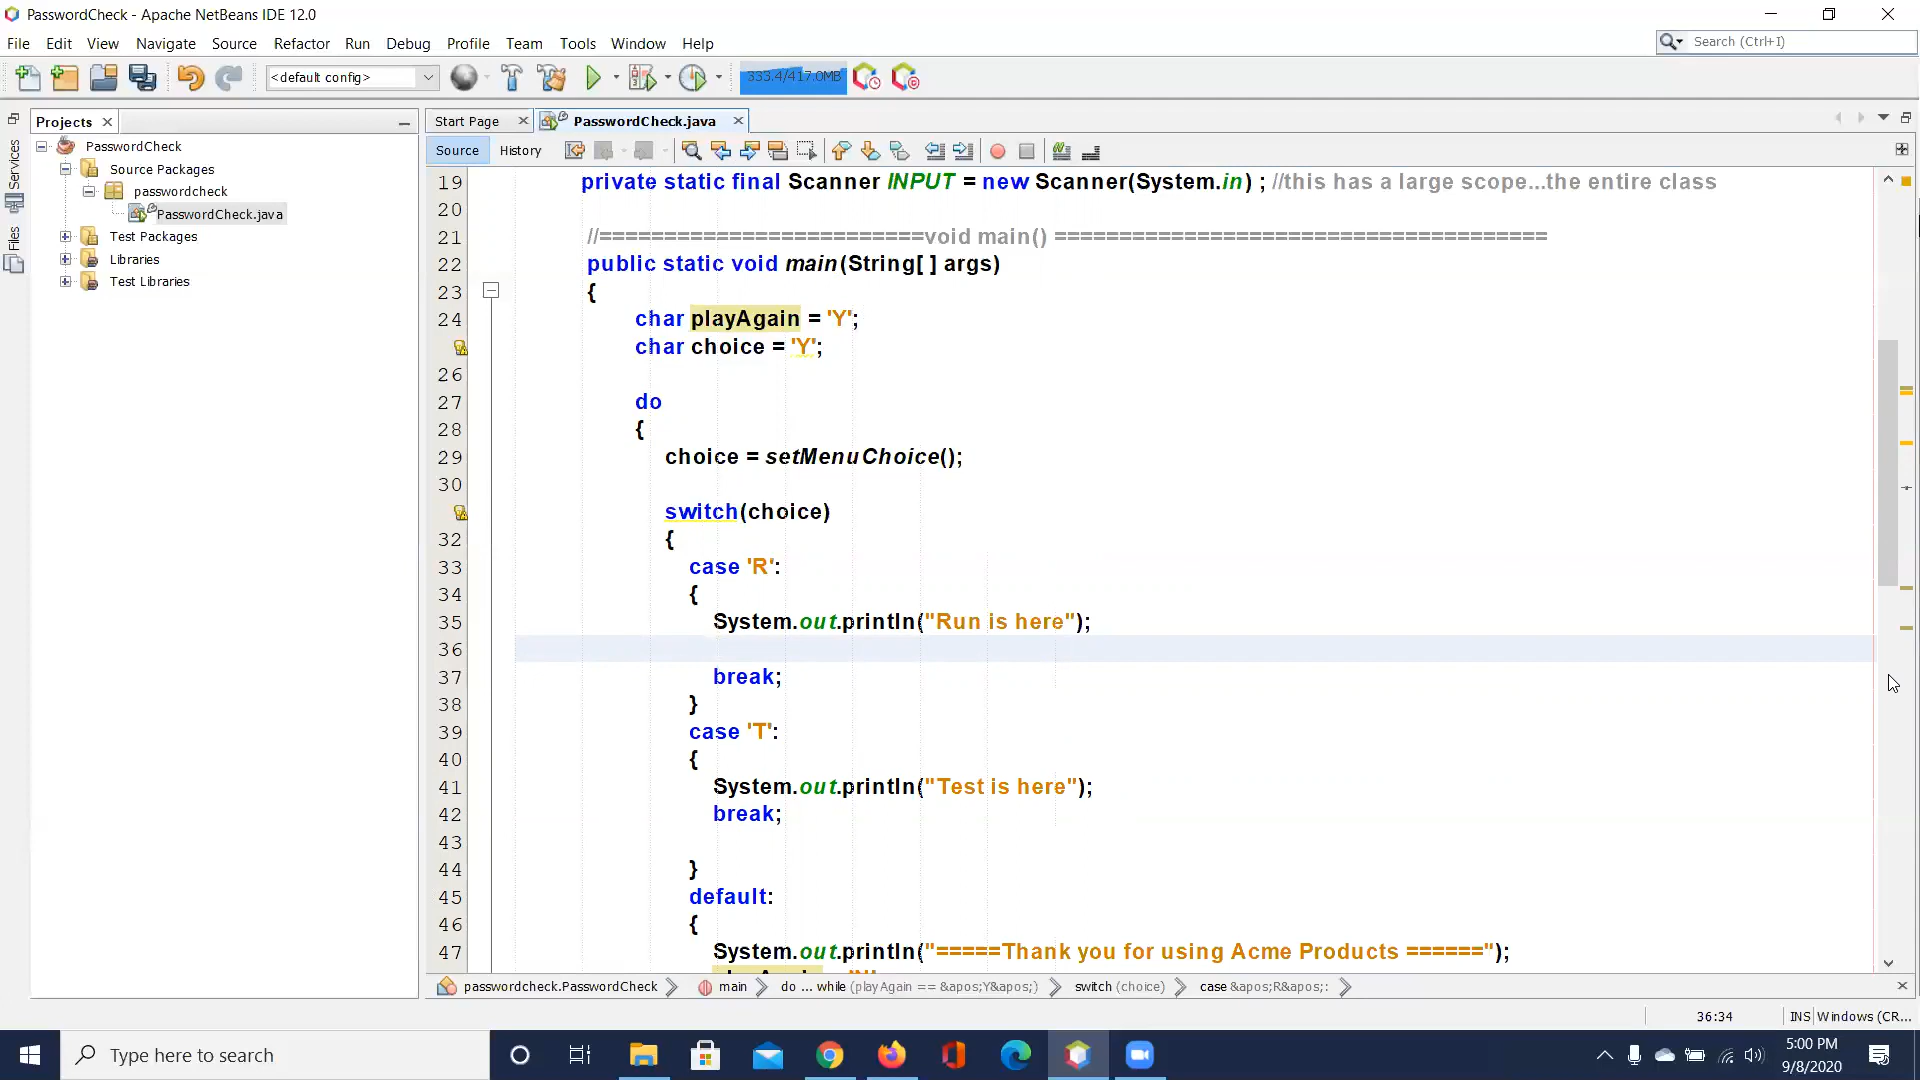 PasswordCheck - Apache NetBeans IDE 12.0
File Edit View Navigate Source Refactor Run Debug Profile Team Tools Window Help
Search (Ctrl+I)
<default config>
333.4/417.0MB
Projects
Start Page
PasswordCheck.java
Services
Files
PasswordCheck
Source Packages
passwordcheck
PasswordCheck.java
Test Packages
Libraries
Test Libraries
Source History
19 private static final Scanner INPUT = new Scanner(System.in) ; //this has a large scope...the entire class
20
21 //=========================void main() ======================================
22 public static void main(String[ ] args)
23 {
24 char playAgain = 'Y';
char choice = 'Y';
26
27 do
28 {
29 choice = setMenuChoice();
30
switch(choice)
32 {
33 case 'R':
34 {
35 System.out.println("Run is here");
36
37 break;
38 }
39 case 'T':
40 {
41 System.out.println("Test is here");
42 break;
43
44 }
45 default:
46 {
47 System.out.println("=====Thank you for using Acme Products ======");
passwordcheck.PasswordCheck main do ... while (playAgain == &apos;Y&apos;) switch (choice) case &apos;R&apos;:
36:34 INS Windows (CR...
Type here to search
5:00 PM
9/8/2020